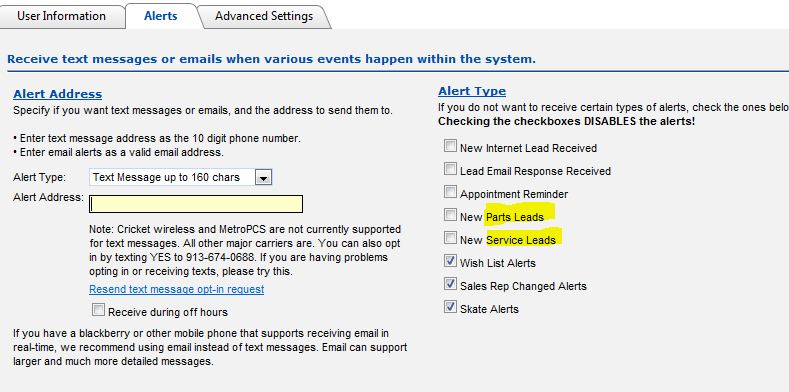 User Information
Alerts
Advanced Settings
Receive text messages or emails when various events happen within the system.
Alert Address
Specify if you want text messages or emails, and the address to send them to.
• Enter text message address as the 10 digit phone number.
• Enter email alerts as a valid email address.
Alert Type: Text Message up to 160 chars
Alert Address:
Note: Cricket wireless and MetroPCS are not currently supported
for text messages. All other major carriers are. You can also opt
in by texting YES to 913-674-0688. If you are having problems
opting in or receiving texts, please try this.
Resend text message opt-in request
Receive during off hours
If you have a blackberry or other mobile phone that supports receiving email in
real-time, we recommend using email instead of text messages. Email can support
larger and much more detailed messages.
Alert Type
If you do not want to receive certain types of alerts, check the ones belo
Checking the checkboxes DISABLES the alerts!
New Internet Lead Received
Lead Email Response Received
Appointment Reminder
New Parts Leads
New Service Leads
Wish List Alerts
Sales Rep Changed Alerts
Skate Alerts